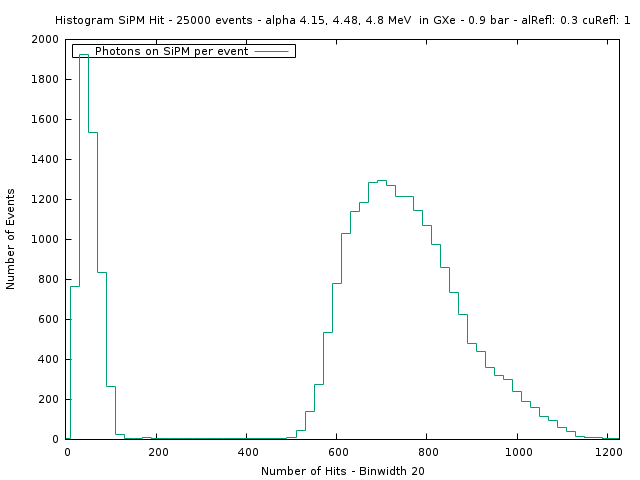 Histogram SiPM Hit - 25000 events - alpha 4.15, 4.48, 4.8 MeV  in GXe - 0.9 bar - alRefl: 0.3 cuRefl: 1
Photons on SiPM per event
2000
1800
1600
1400
1200
1000
800
600
400
200
0
Number of Events
0 200 400 600 800 1000 1200
Number of Hits - Binwidth 20